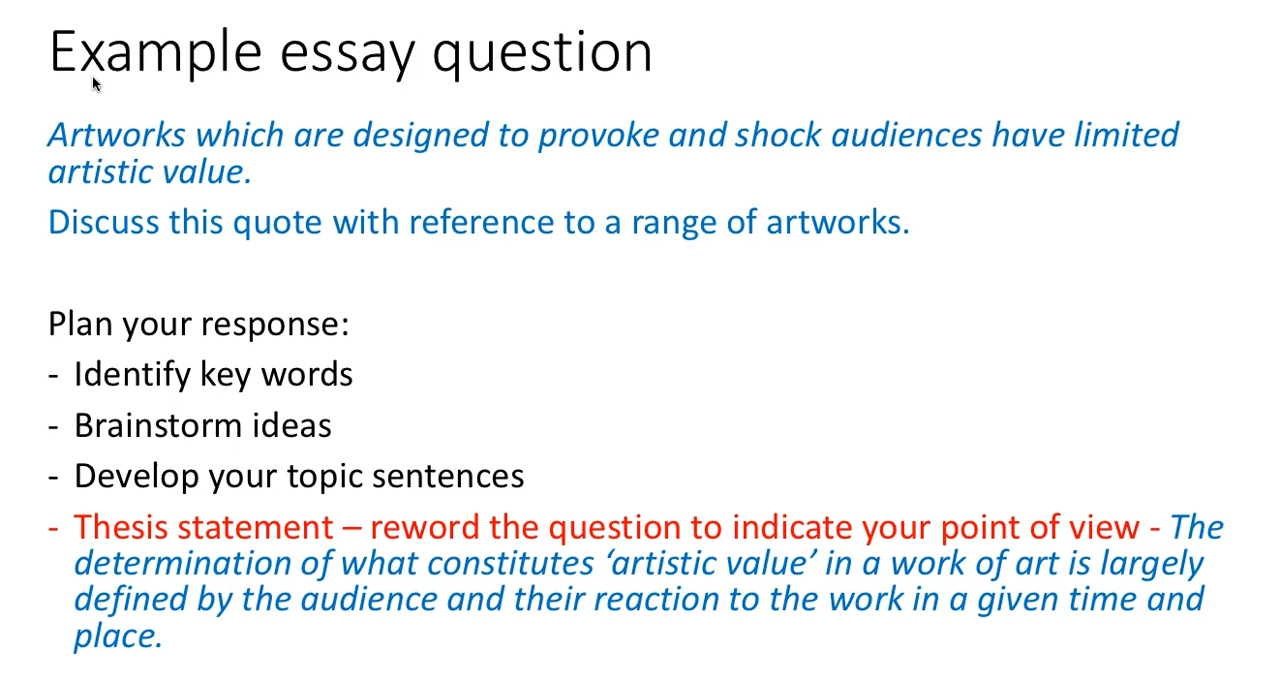 Example essay question
Artworks which are designed to provoke and shock audiences have limited
artistic value.
Discuss this quote with reference to a range of artworks.
Plan your response:
- Identify key words
- Brainstorm ideas
- Develop your topic sentences
- Thesis statement – reword the question to indicate your point of view - The
determination of what constitutes ‘artistic value’ in a work of art is largely
defined by the audience and their reaction to the work in a given time and
place.